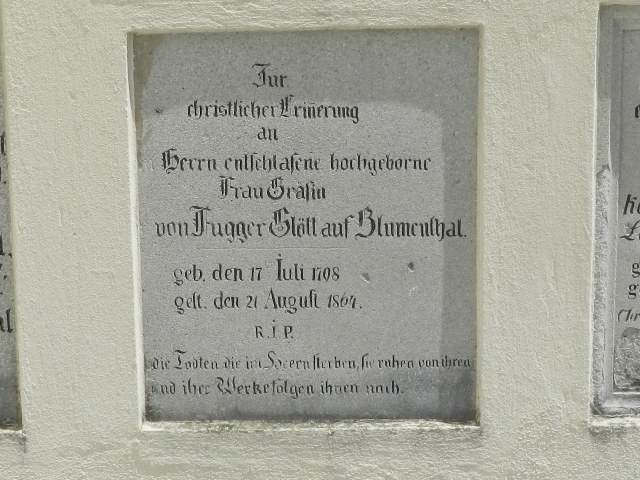 Zur
christlicher Erinerung
an
Herrn entschlafene hochgeborne
Frau Gräfin
von Fugger Glött auf Blumenthal.
geb. den 17 Juli 1798
gest. den 21 August 1864.
R.I.P.
die Todten die im Herrn sterben, sie ruhen von ihren
und ihre Werke folgen ihnen nach.